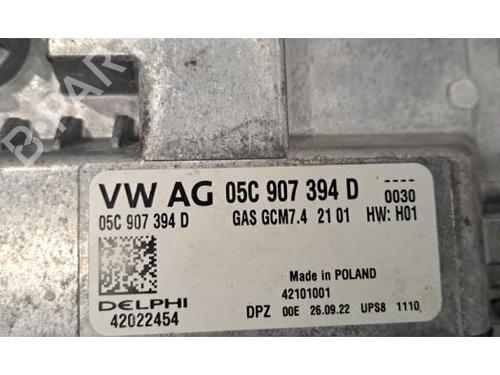 VW AG 05C 907 394 D ---- 0030
05C 907 394 D GAS GCM7.4 21 01 HW: H01
Made in POLAND
42101001
DELPHI
42022454 DPZ 00E 26.09.22 UPS8 1110
B-PARTS